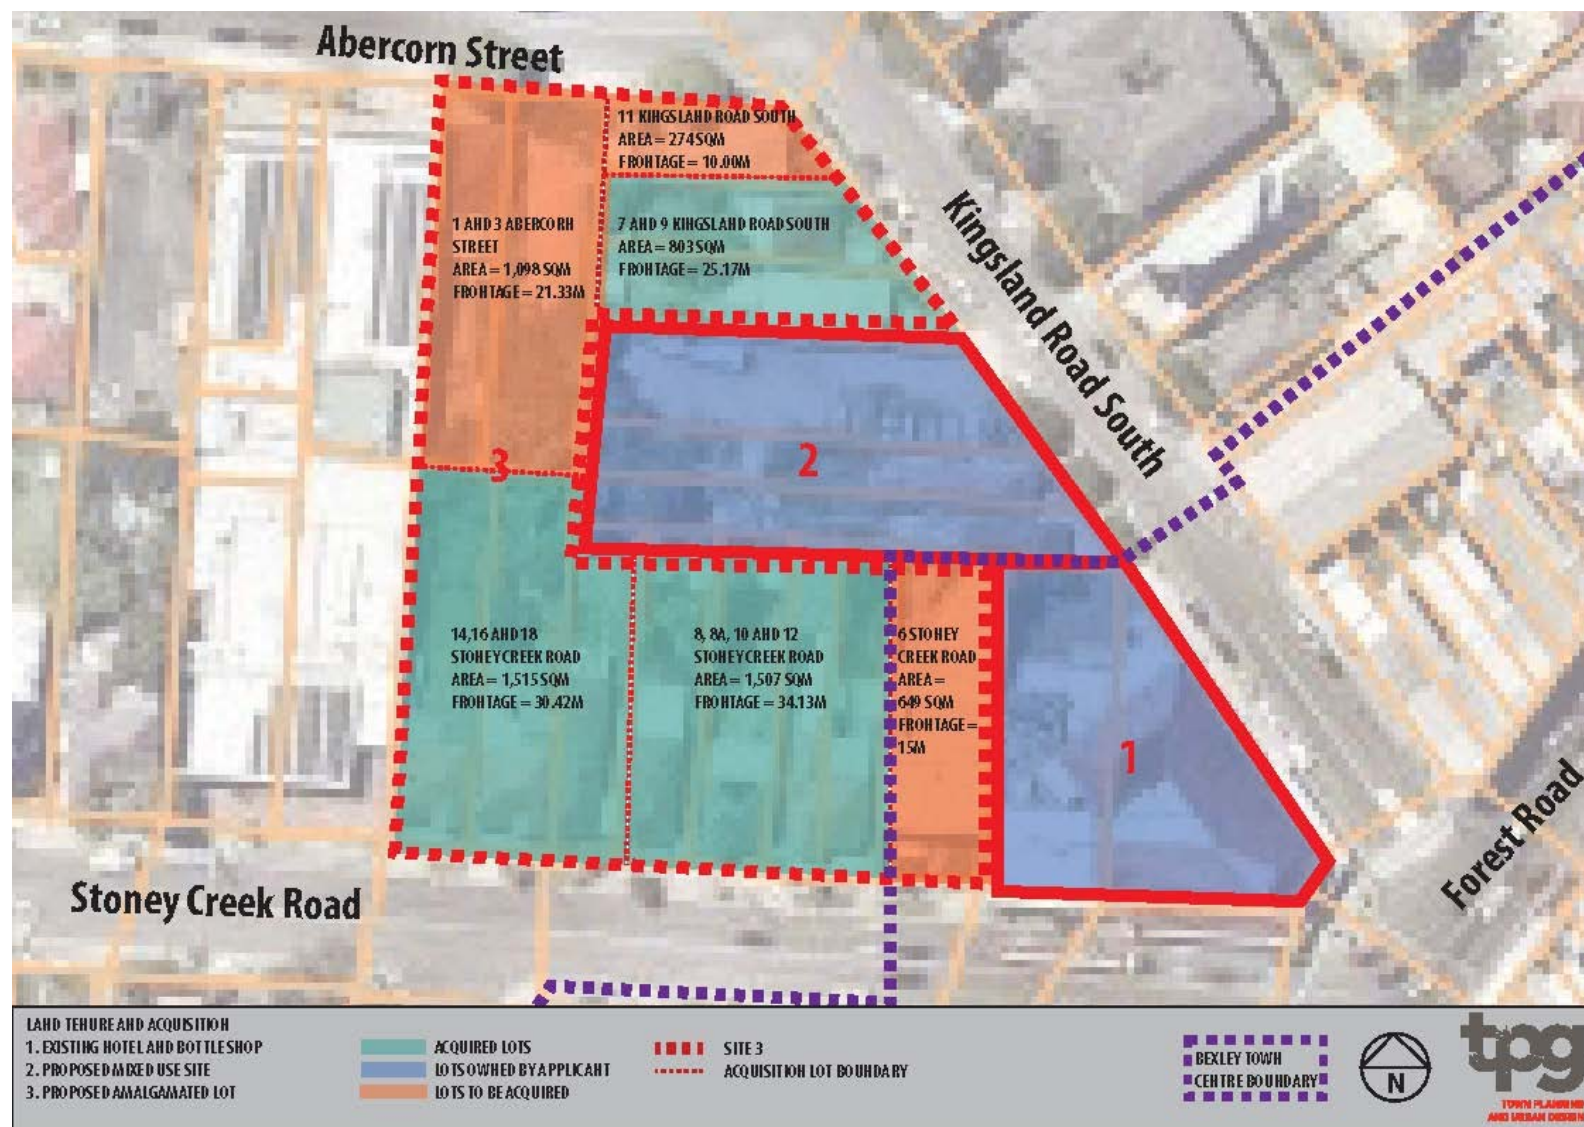 Abercorn Street
11 KINGSLAND ROAD SOUTH
AREA = 274 SQM
FRONTAGE = 10.00M
1 AND 3 ABERCORN
STREET
AREA = 1,098 SQM
FRONTAGE = 21.33M
7 AND 9 KINGSLAND ROAD SOUTH
AREA = 803 SQM
FRONTAGE = 25.17M
Kingsland Road South
2
3
14,16 AND 18
STONEY CREEK ROAD
AREA = 1,515 SQM
FRONTAGE = 30.42M
8, 8A, 10 AND 12
STONEY CREEK ROAD
AREA = 1,507 SQM
FRONTAGE = 34.13M
6 STONEY
CREEK ROAD
AREA =
649 SQM
FRONTAGE =
15M
1
Forest Road
Stoney Creek Road
LAND TENURE AND ACQUISITION
1. EXISTING HOTEL AND BOTTLESHOP
2. PROPOSED MIXED USE SITE
3. PROPOSED AMALGAMATED LOT
ACQUIRED LOTS
LOTS OWNED BY APPLICANT
LOTS TO BE ACQUIRED
SITE 3
ACQUISITION LOT BOUNDARY
BEXLEY TOWN
CENTRE BOUNDARY
N
tpg
TOWN PLANNING
AND URBAN DESIGN